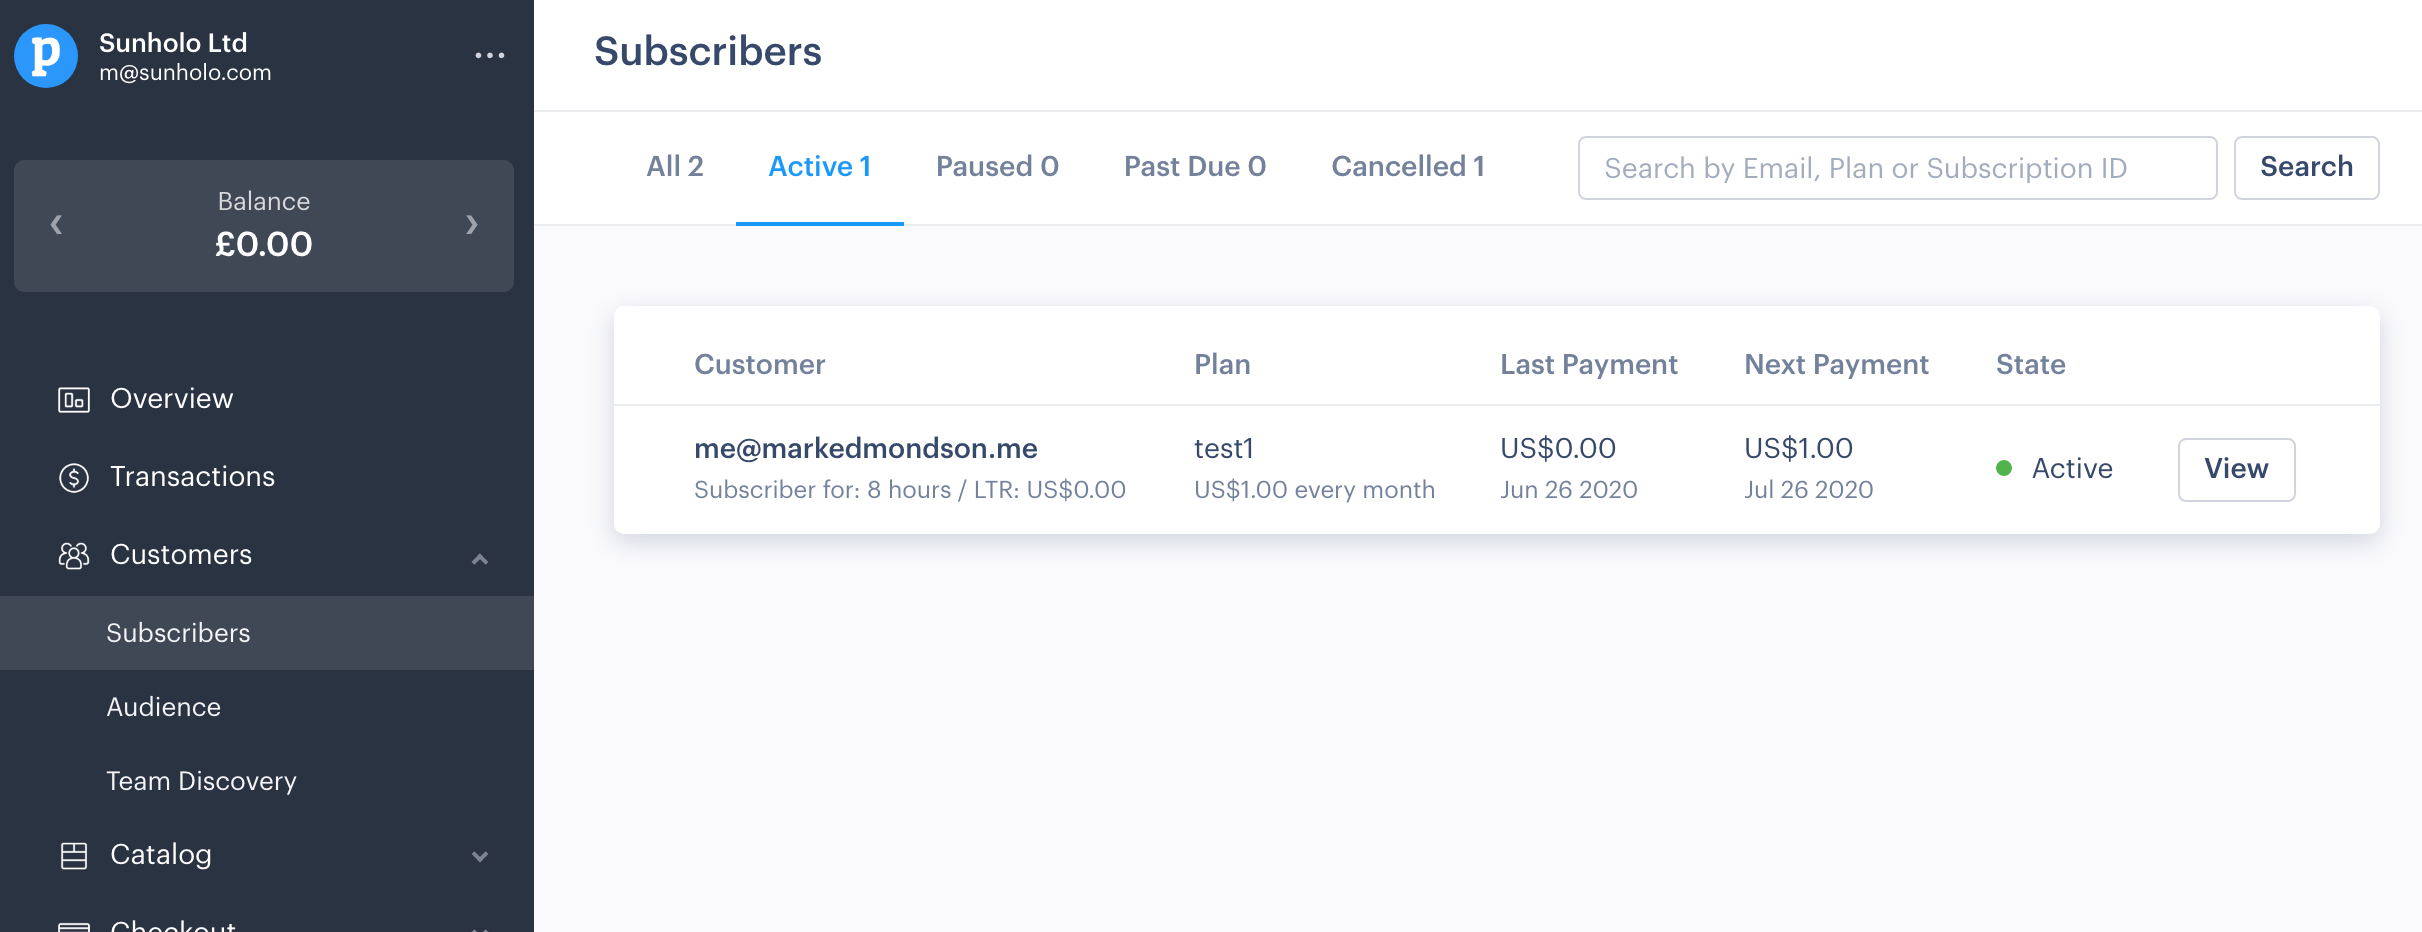 p
Sunholo Ltd
m@sunholo.com
Balance
£0.00
Overview
Transactions
Customers
Subscribers
Audience
Team Discovery
Catalog
Checkout
Subscribers
All 2
Active 1
Paused 0
Past Due 0
Cancelled 1
Search by Email, Plan or Subscription ID
Search
Customer Plan Last Payment Next Payment State
me@markedmondson.me test1 US$0.00 US$1.00
Active View
Subscriber for: 8 hours / LTR: US$0.00 US$1.00 every month Jun 26 2020 Jul 26 2020